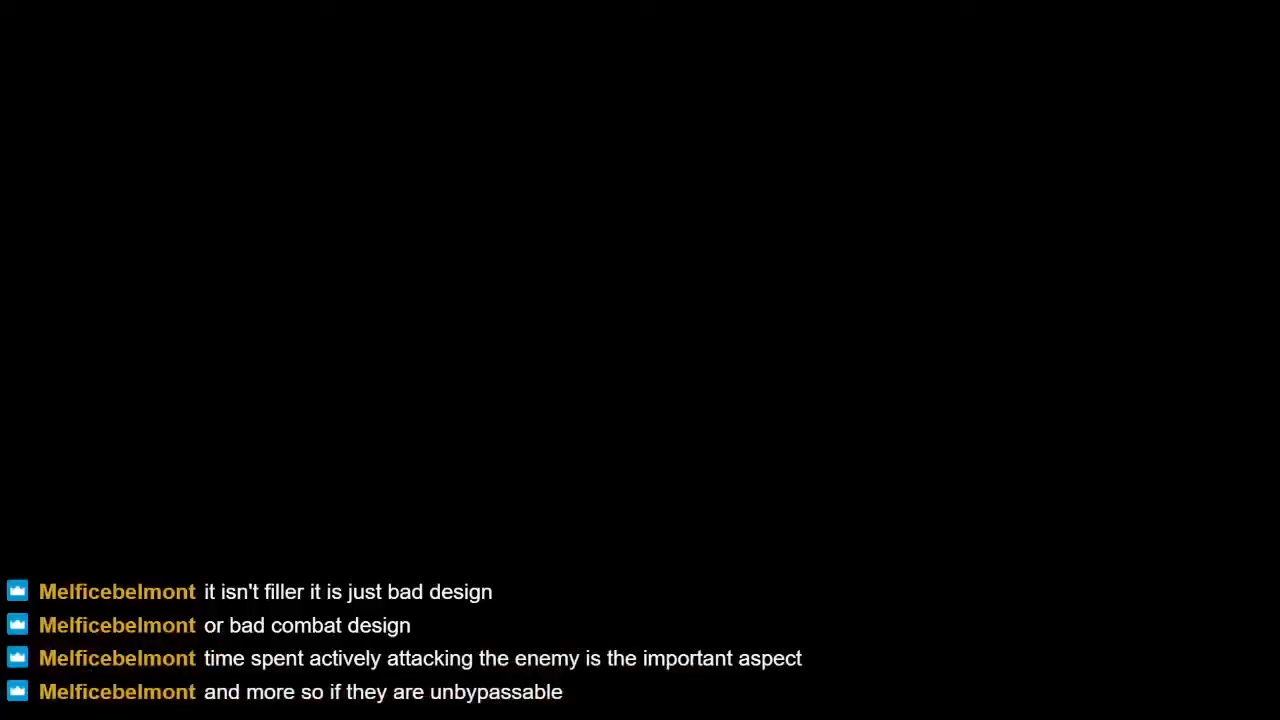 Melficebelmont it isn't filler it is just bad design
Melficebelmont or bad combat design
Melficebelmont time spent actively attacking the enemy is the important aspect
Melficebelmont and more so if they are unbypassable